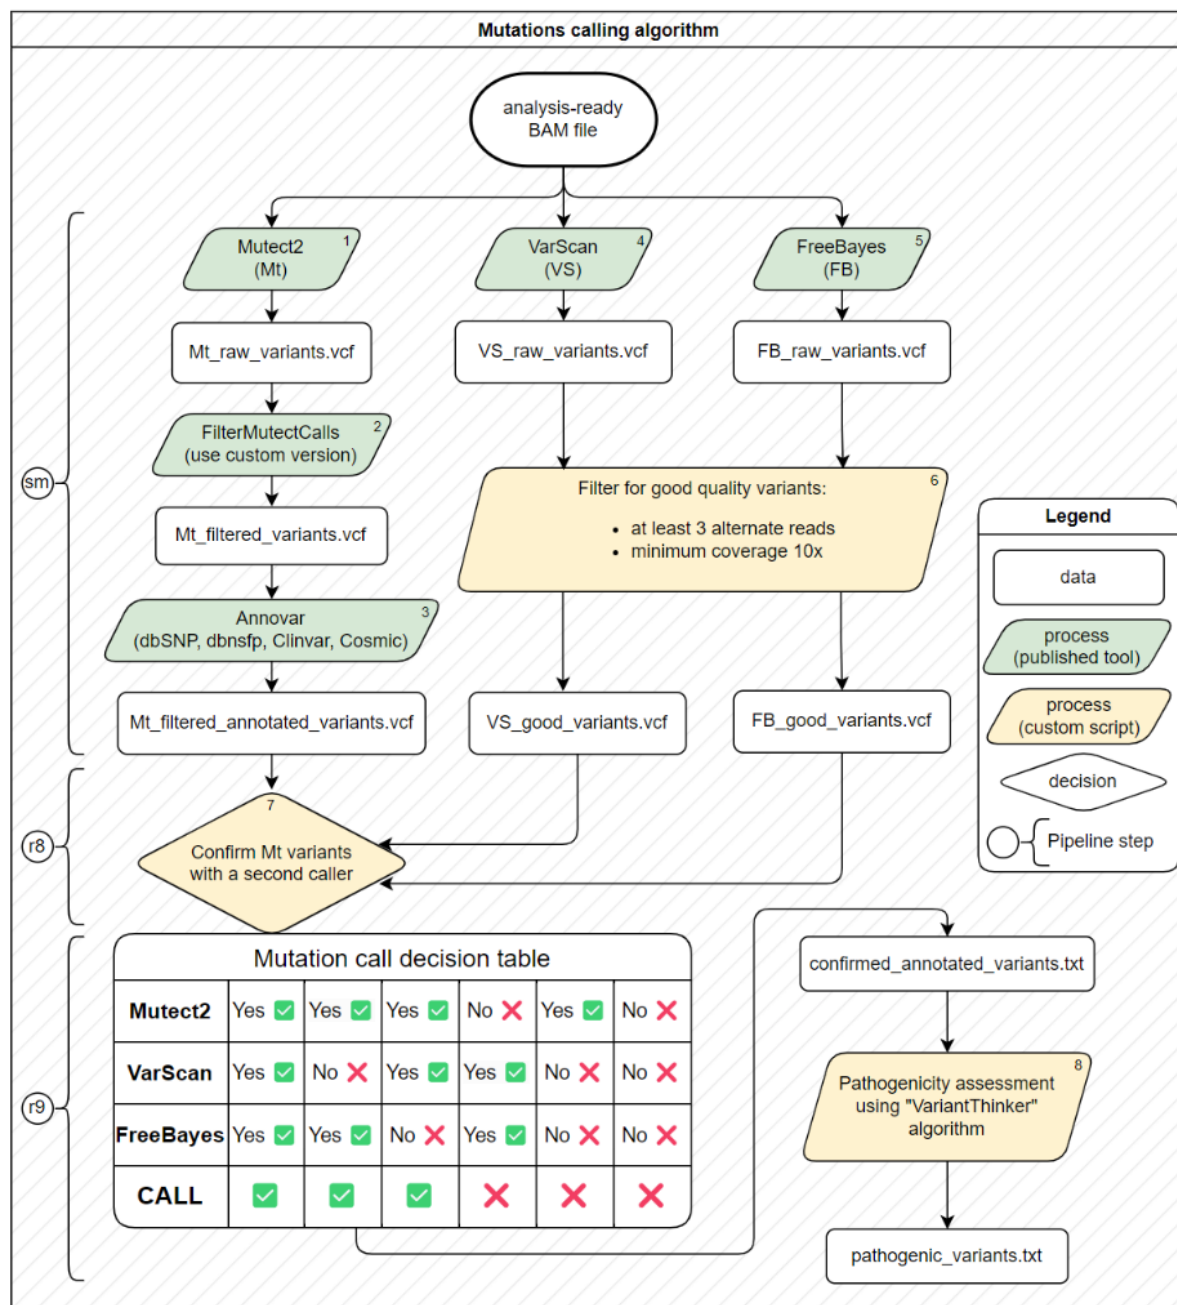 Mutations calling algorithm
analysis-ready
BAM file
Mutect2
(Mt)
1
VarScan
(VS)
4
FreeBayes
(FB)
5
Mt_raw_variants.vcf
VS_raw_variants.vcf
FB_raw_variants.vcf
FilterMutectCalls
(use custom version)
2
sm
Filter for good quality variants:
at least 3 alternate reads
minimum coverage 10x
6
Mt_filtered_variants.vcf
Annovar
(dbSNP, dbnsfp, Clinvar, Cosmic)
3
Mt_filtered_annotated_variants.vcf
VS_good_variants.vcf
FB_good_variants.vcf
Legend
data
process
(published tool)
process
(custom script)
decision
Pipeline step
r8
7
Confirm Mt variants
with a second caller
r9
Mutation call decision table
Mutect2 Yes Yes Yes No Yes No
VarScan Yes No Yes Yes No No
FreeBayes Yes Yes No Yes No No
CALL
confirmed_annotated_variants.txt
8
Pathogenicity assessment
using "VariantThinker"
algorithm
pathogenic_variants.txt